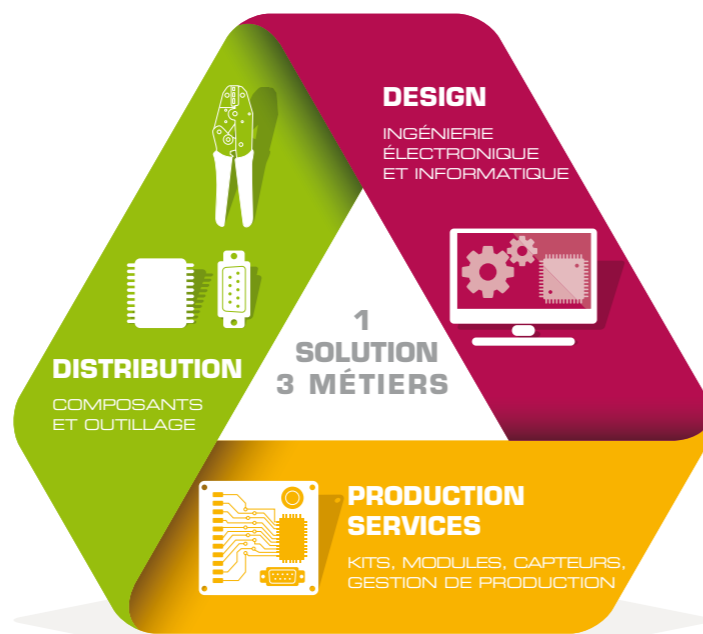 DESIGN
INGÉNIERIE
ÉLECTRONIQUE
ET INFORMATIQUE
1
SOLUTION
3 MÉTIERS
DISTRIBUTION
COMPOSANTS
ET OUTILLAGE
PRODUCTION
SERVICES
KITS, MODULES, CAPTEURS,
GESTION DE PRODUCTION